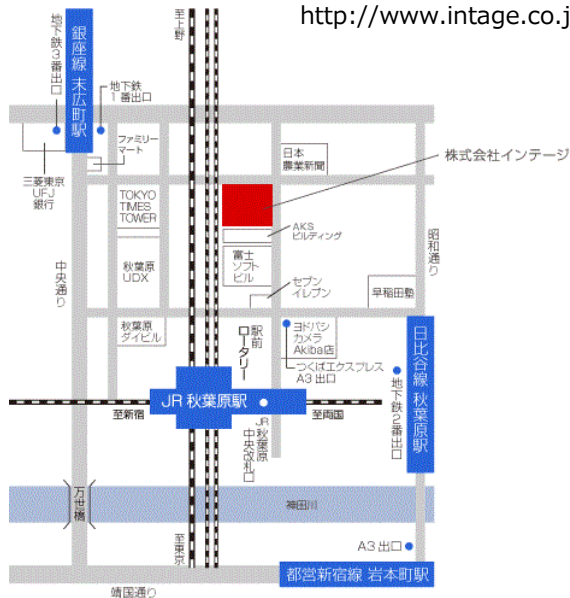 http://www.intage.co.j
至上野
銀座線 末広町駅
地下鉄3番出口
地下鉄
1番出口
ファミリー
マート
三菱東京
UFJ
銀行
日本
農業新聞
株式会社インテージ
TOKYO
TIMES
TOWER
AKS
ビルディング
昭和通り
中央通り
秋葉原
UDX
富士
ソフト
ビル
セブン
イレブン
早稲田塾
秋葉原
ダイビル
駅前
ロータリー
ヨドバシ
カメラ
Akiba店
つくばエクスプレス
A3出口
日比谷線 秋葉原駅
地下鉄2番出口
JR 秋葉原駅
至新宿
至両国
JR秋葉原
中央改札口
万世橋
神田川
至東京
A3 出口
都営新宿線 岩本町駅
靖国通り